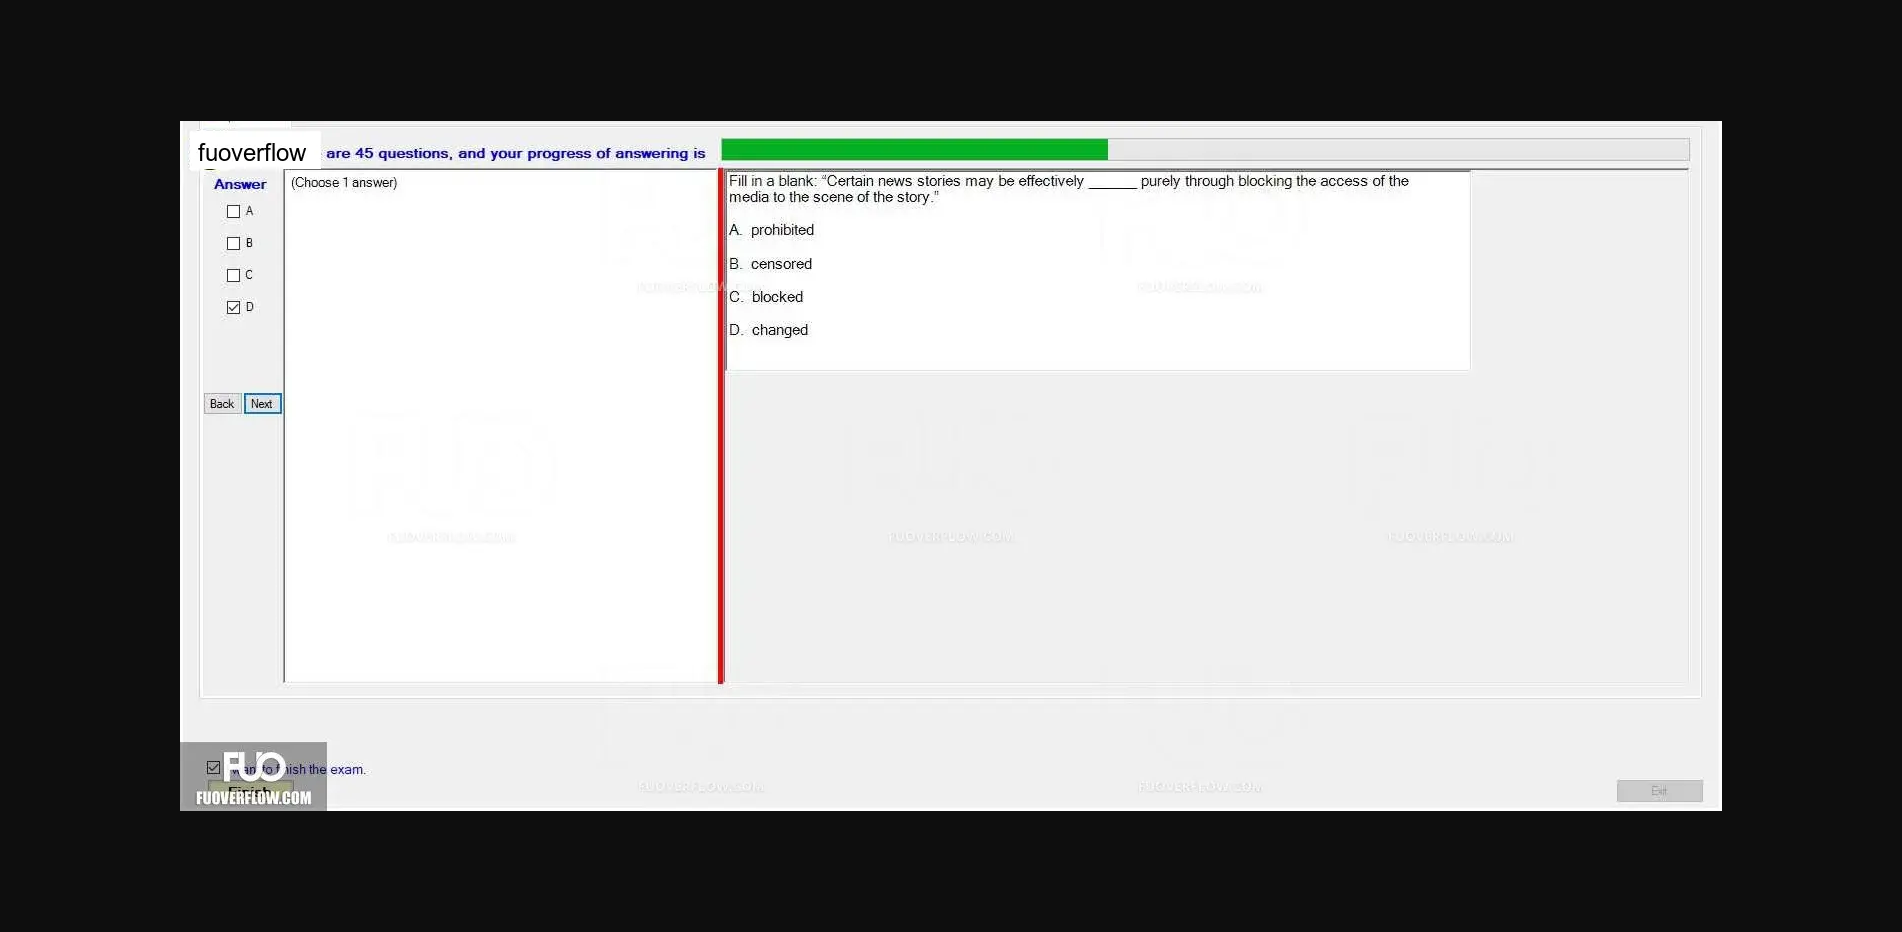 fuoverflow are 45 questions, and your progress of answering is
Answer
(Choose 1 answer)
A
B
C
D
Back Next
Fill in a blank: “Certain news stories may be effectively ______ purely through blocking the access of the
media to the scene of the story.”
A. prohibited
B. censored
C. blocked
D. changed
FUOVERFLOW.COM
FUOVERFLOW.COM
FUOVERFLOW.COM
FUOVERFLOW.COM
FUOVERFLOW.COM
want to finish the exam.
Finish
FUO
FUOVERFLOW.COM
FUOVERFLOW.COM
FUOVERFLOW.COM
Exit